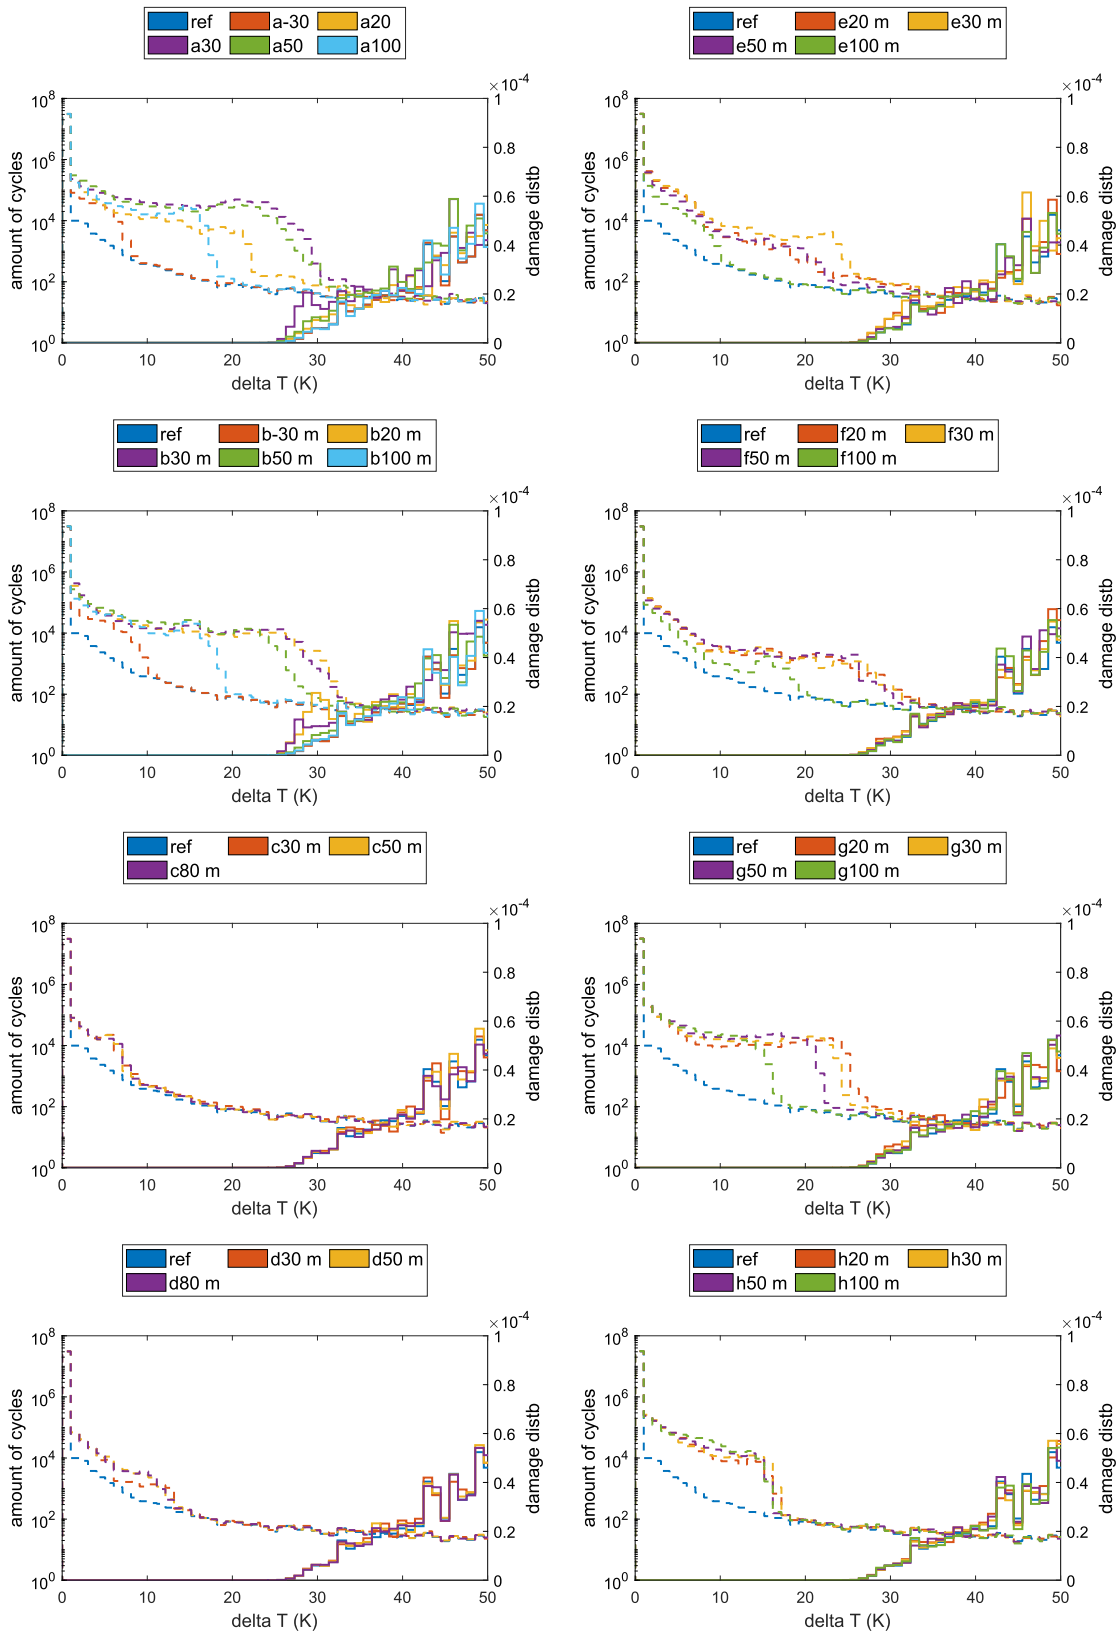 ref a-30 a20
a30 a50 a100
×10-4
10^8 10^6 10^4 10^2 10^0
amount of cycles
1 0.8 0.6 0.4 0.2 0
damage distb
0 10 20 30 40 50
delta T (K)
ref e20 m e30 m
e50 m e100 m
×10-4
10^8 10^6 10^4 10^2 10^0
amount of cycles
1 0.8 0.6 0.4 0.2 0
damage distb
0 10 20 30 40 50
delta T (K)
ref b-30 m b20 m
b30 m b50 m b100 m
×10-4
10^8 10^6 10^4 10^2 10^0
amount of cycles
1 0.8 0.6 0.4 0.2 0
damage distb
0 10 20 30 40 50
delta T (K)
ref f20 m f30 m
f50 m f100 m
×10-4
10^8 10^6 10^4 10^2 10^0
amount of cycles
1 0.8 0.6 0.4 0.2 0
damage distb
0 10 20 30 40 50
delta T (K)
ref c30 m c50 m
c80 m
×10-4
10^8 10^6 10^4 10^2 10^0
amount of cycles
1 0.8 0.6 0.4 0.2 0
damage distb
0 10 20 30 40 50
delta T (K)
ref g20 m g30 m
g50 m g100 m
×10-4
10^8 10^6 10^4 10^2 10^0
amount of cycles
1 0.8 0.6 0.4 0.2 0
damage distb
0 10 20 30 40 50
delta T (K)
ref d30 m d50 m
d80 m
×10-4
10^8 10^6 10^4 10^2 10^0
amount of cycles
1 0.8 0.6 0.4 0.2 0
damage distb
0 10 20 30 40 50
delta T (K)
ref h20 m h30 m
h50 m h100 m
×10-4
10^8 10^6 10^4 10^2 10^0
amount of cycles
1 0.8 0.6 0.4 0.2 0
damage distb
0 10 20 30 40 50
delta T (K)